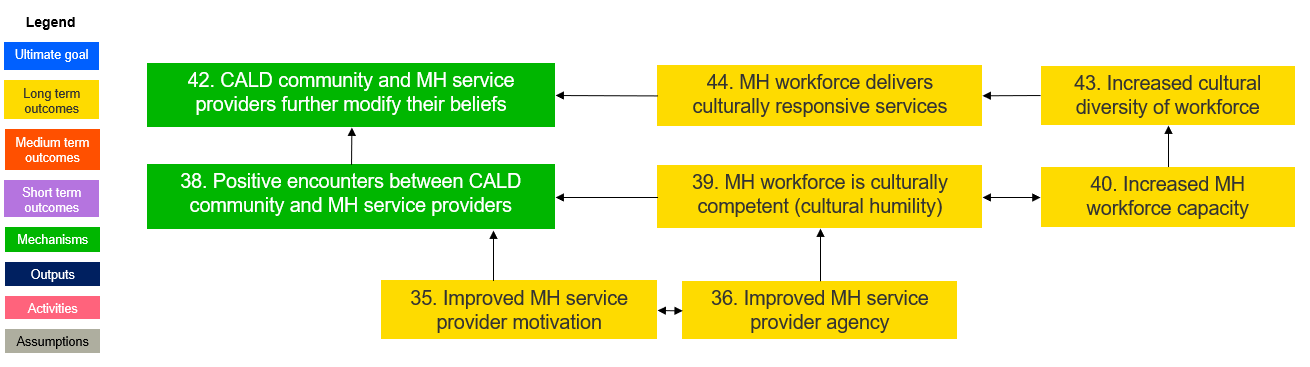 Legend
Ultimate goal
Long term
outcomes
Medium term
outcomes
Short term
outcomes
Mechanisms
Outputs
Activities
Assumptions
42. CALD community and MH service
providers further modify their beliefs
44. MH workforce delivers
culturally responsive services
43. Increased cultural
diversity of workforce
38. Positive encounters between CALD
community and MH service providers
39. MH workforce is culturally
competent (cultural humility)
40. Increased MH
workforce capacity
35. Improved MH service
provider motivation
36. Improved MH service
provider agency